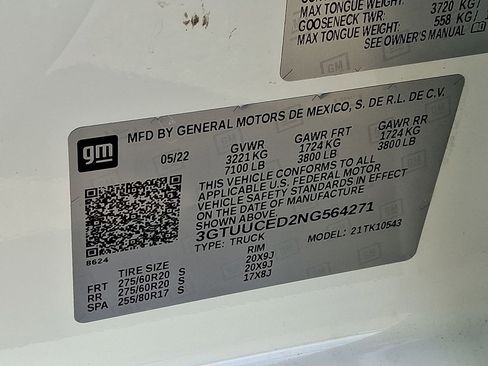 MAX TONGUE WEIGHT: 3720 KG/
GOOSENECK TWR:
MAX TONGUE WEIGHT: 558 KG/
SEE OWNER'S MANUAL
gm
MFD BY GENERAL MOTORS DE MEXICO, S. DE R.L. DE C.V.
05/22 GVWR GAWR FRT GAWR RR
3221 KG 1724 KG 1724 KG
7100 LB 3800 LB 3800 LB
THIS VEHICLE CONFORMS TO ALL
APPLICABLE U.S. FEDERAL MOTOR
VEHICLE SAFETY STANDARDS IN EFFECT
ON THE DATE OF MANUFACTURE
SHOWN ABOVE.
3GTUUCED2NG564271
TYPE: TRUCK MODEL: 21TK10543
8624
TIRE SIZE RIM
FRT 275/60R20 S 20X9J
RR 275/60R20 S 20X9J
SPA 255/80R17 S 17X8J